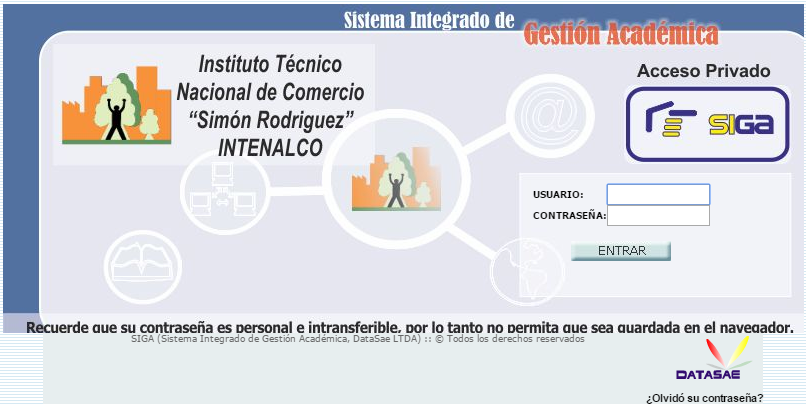 Sistema Integrado de
Gestión Académica
Instituto Técnico
Nacional de Comercio
“Simón Rodriguez”
INTENALCO
Acceso Privado
SIGa
@
USUARIO:
CONTRASEÑA:
ENTRAR
Recuerde que su contraseña es personal e intransferible, por lo tanto no permita que sea guardada en el navegador.
SIGA (Sistema Integrado de Gestión Académica, DataSae LTDA) :: © Todos los derechos reservados
DATASAE
¿Olvidó su contraseña?